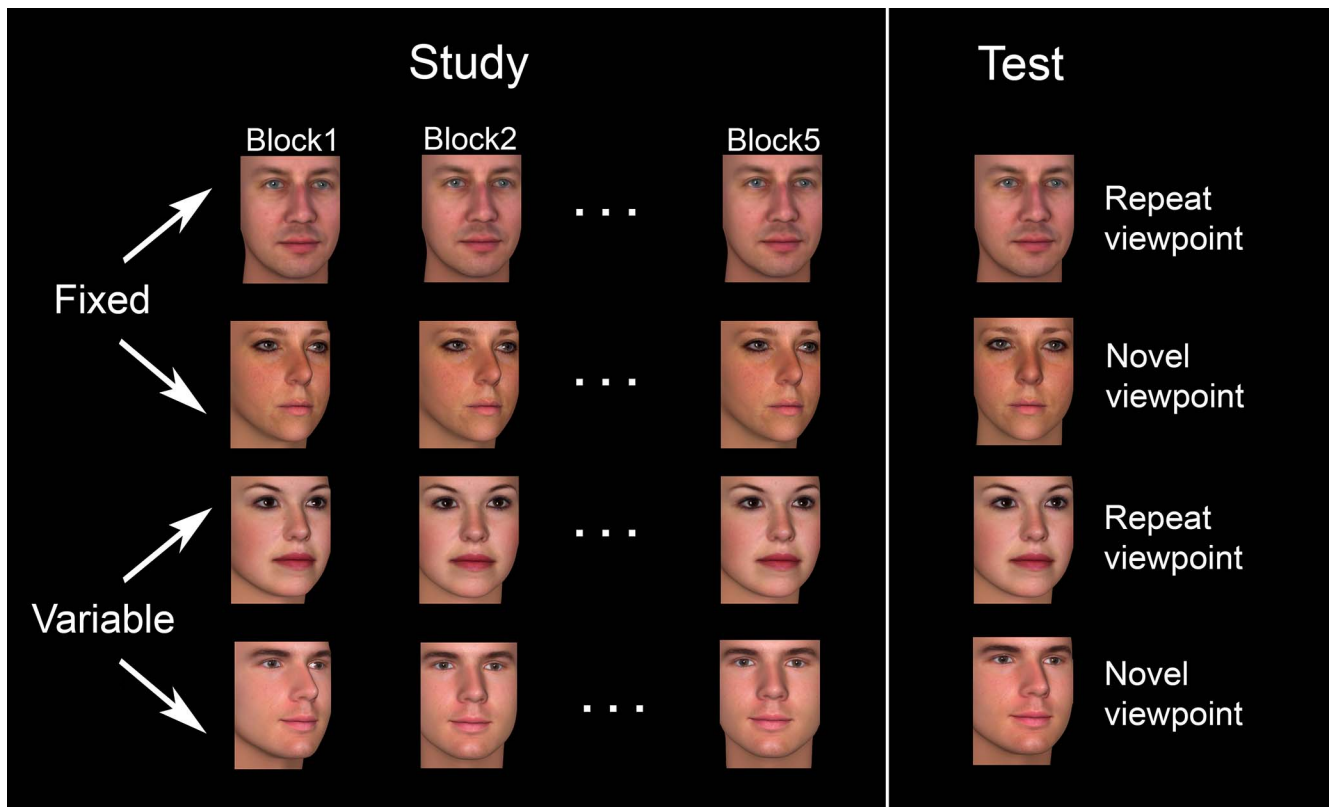 Study
Test
Block1
Block2
Block5
. . .
Repeat
viewpoint
Fixed
. . .
Novel
viewpoint
. . .
Repeat
viewpoint
Variable
. . .
Novel
viewpoint